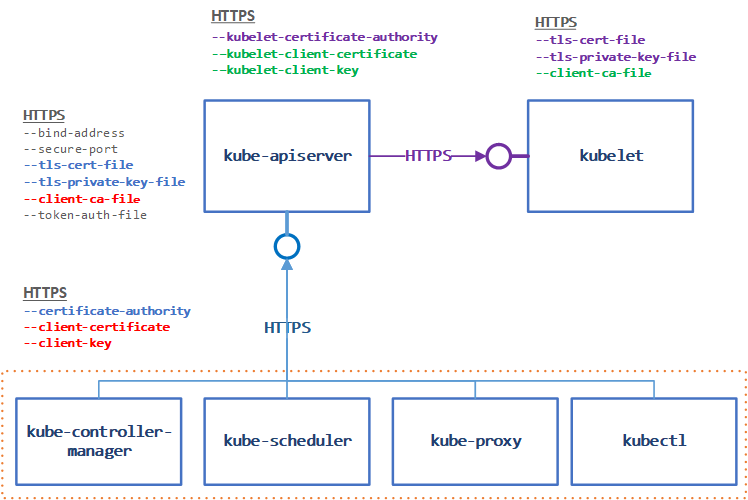 HTTPS
--kubelet-certificate-authority
--kubelet-client-certificate
--kubelet-client-key
HTTPS
--tls-cert-file
--tls-private-key-file
--client-ca-file
HTTPS
--bind-address
--secure-port
--tls-cert-file
--tls-private-key-file
--client-ca-file
--token-auth-file
kube-apiserver
HTTPS
kubelet
HTTPS
--certificate-authority
--client-certificate
--client-key
HTTPS
kube-controller-
manager
kube-scheduler
kube-proxy
kubectl